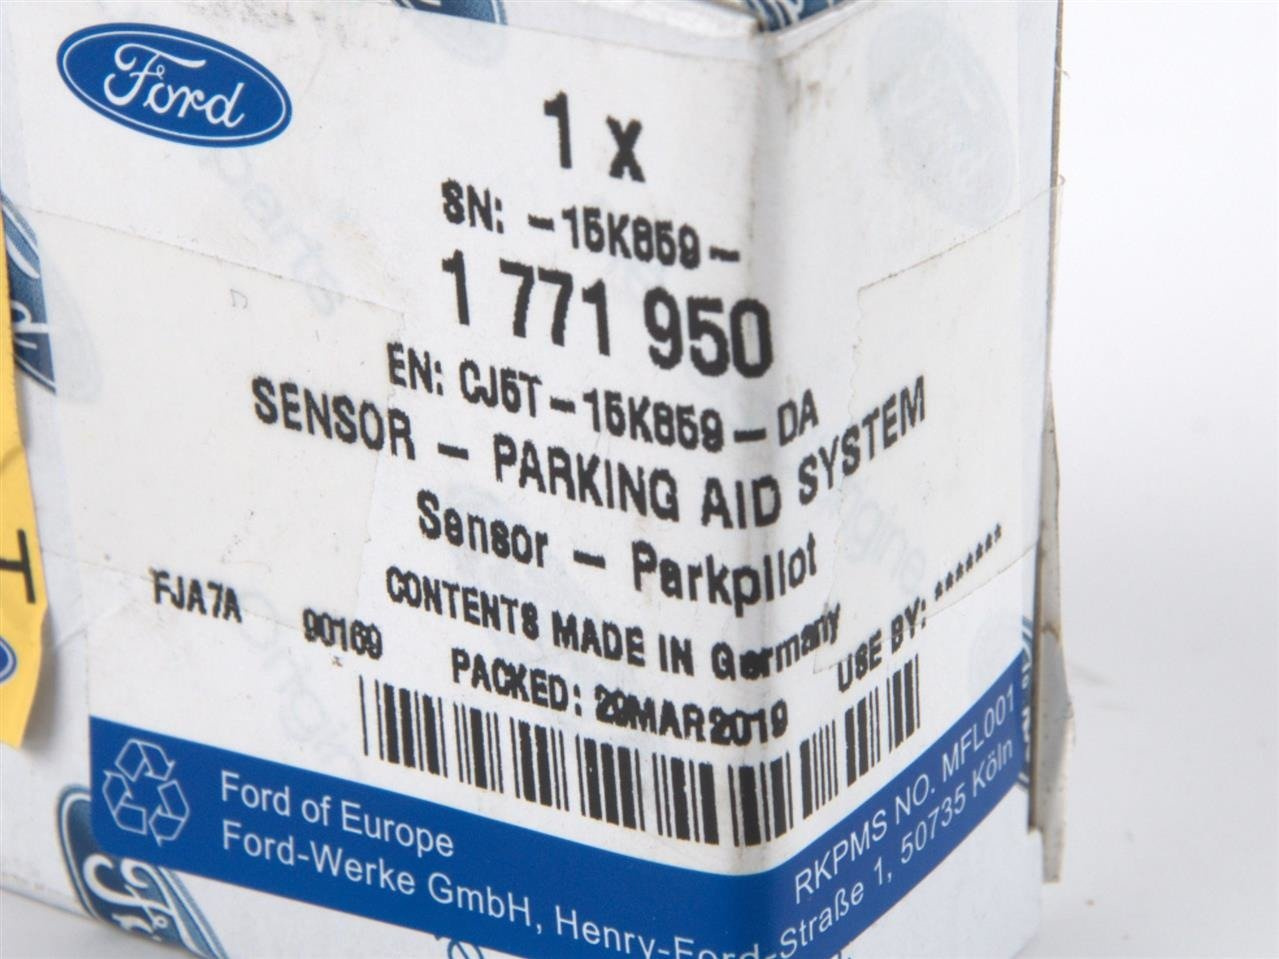 Ford
1 x
SN: -15K859-
1 771 950
EN: CJ5T-15K859-DA
SENSOR - PARKING AID SYSTEM
Sensor - Parkpilot
CONTENTS MADE IN Germany
FJA7A 90169 PACKED: 29MAR2019 USE BY: *******
Ford of Europe RKPMS NO. MFL001
Ford-Werke GmbH, Henry-Ford-Straße 1, 50735 Köln